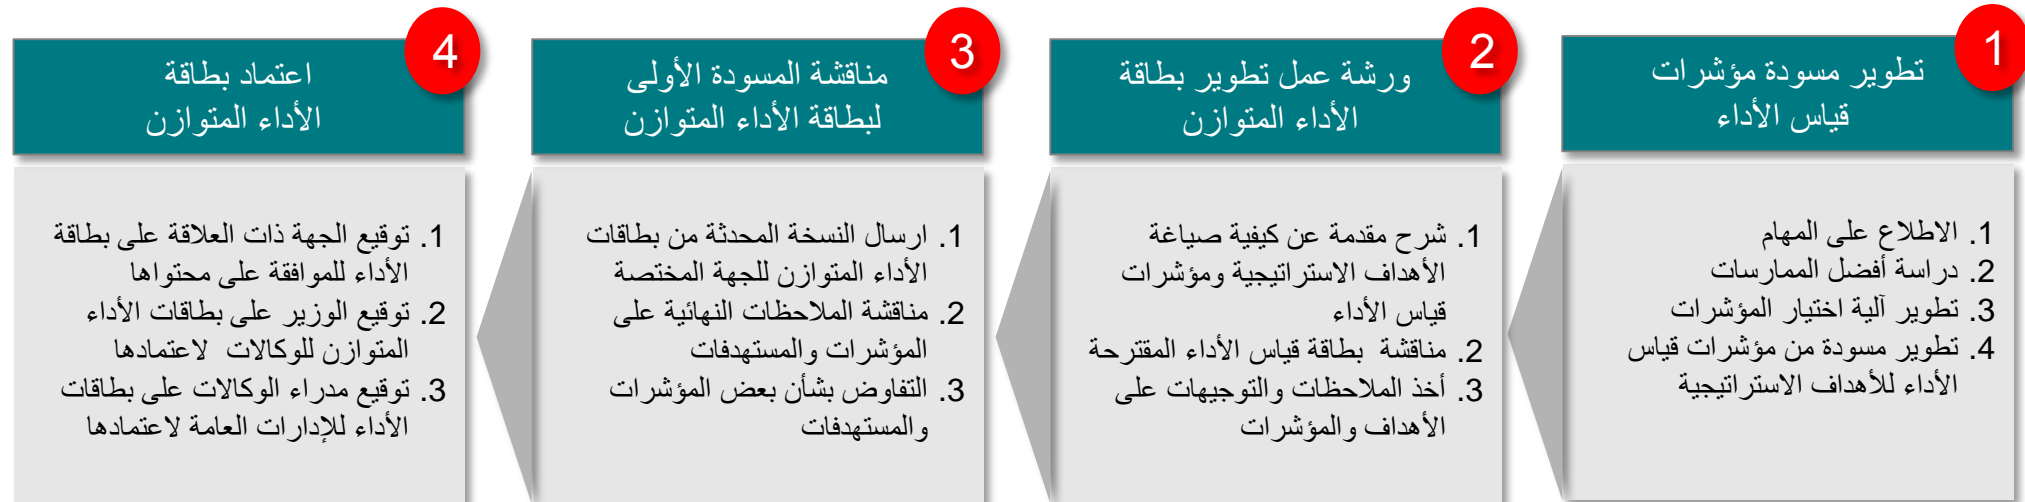 1
تطوير مسودة مؤشرات
قياس الأداء
1. الاطلاع على المهام
2. دراسة أفضل الممارسات
3. تطوير آلية اختيار المؤشرات
4. تطوير مسودة من مؤشرات قياس
الأداء للأهداف الاستراتيجية
2
ورشة عمل تطوير بطاقة
الأداء المتوازن
1. شرح مقدمة عن كيفية صياغة
الأهداف الاستراتيجية ومؤشرات
قياس الأداء
2. مناقشة بطاقة قياس الأداء المقترحة
3. أخذ الملاحظات والتوجيهات على
الأهداف والمؤشرات
3
مناقشة المسودة الأولى
لبطاقة الأداء المتوازن
1. ارسال النسخة المحدثة من بطاقات
الأداء المتوازن للجهة المختصة
2. مناقشة الملاحظات النهائية على
المؤشرات والمستهدفات
3. التفاوض بشأن بعض المؤشرات
والمستهدفات
4
اعتماد بطاقة
الأداء المتوازن
1. توقيع الجهة ذات العلاقة على بطاقة
الأداء للموافقة على محتواها
2. توقيع الوزير على بطاقات الأداء
المتوازن للوكالات لاعتمادها
3. توقيع مدراء الوكالات على بطاقات
الأداء للإدارات العامة لاعتمادها